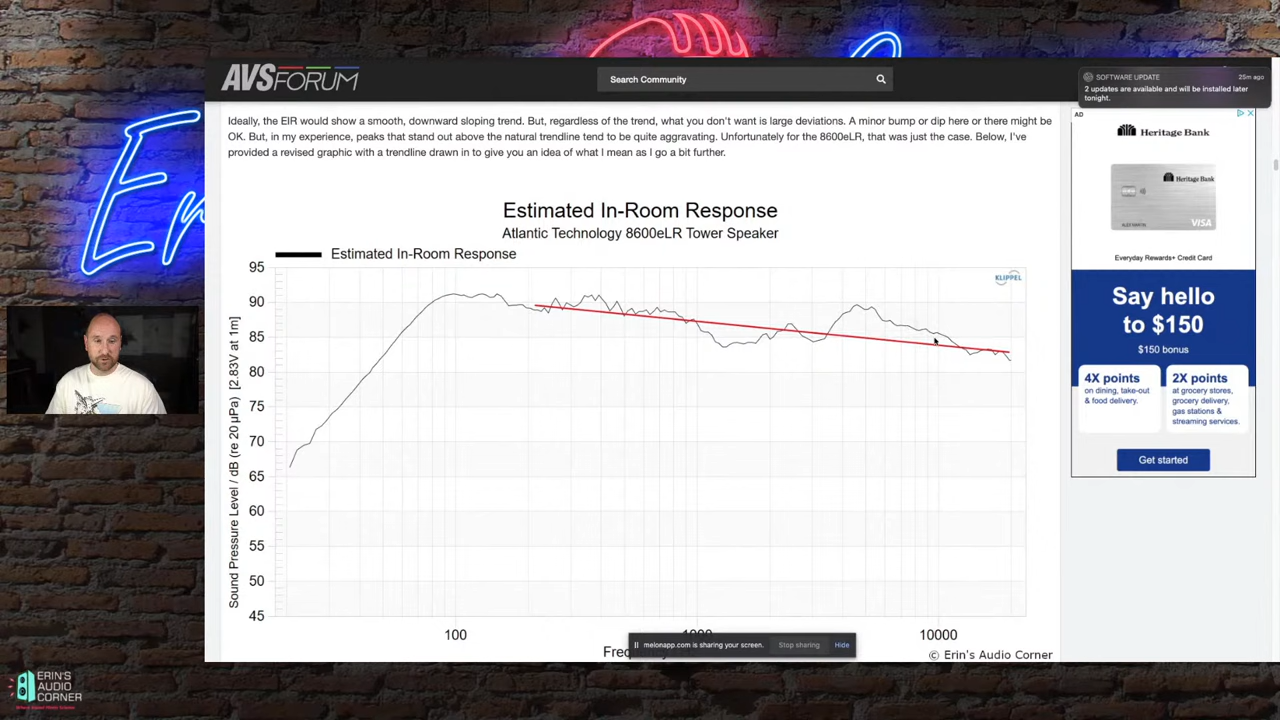 AVSFORUM
Search Community
SOFTWARE UPDATE
25m ago
2 updates are available and will be installed later
tonight.
Ideally, the EIR would show a smooth, downward sloping trend. But, regardless of the trend, what you don't want is large deviations. A minor bump or dip here or there might be
OK. But, in my experience, peaks that stand out above the natural trendline tend to be quite aggravating. Unfortunately for the 8600eLR, that was just the case. Below, I've
provided a revised graphic with a trendline drawn in to give you an idea of what I mean as I go a bit further.
Estimated In-Room Response
Atlantic Technology 8600eLR Tower Speaker
Estimated In-Room Response
KLIPPEL
Sound Pressure Level / dB (re 20 µPa) [2.83V at 1m]
95
90
85
80
75
70
65
60
55
50
45
100
1000
10000
melonapp.com is sharing your screen.
Stop sharing
Hide
© Erin's Audio Corner
AD
Heritage Bank
Heritage Bank
VISA
Everyday Rewards+ Credit Card
Say hello
to $150
$150 bonus
4X points
on dining, take-out
& food delivery.
2X points
at grocery stores,
grocery delivery,
gas stations &
streaming services.
Get started
ERIN'S
AUDIO
CORNER